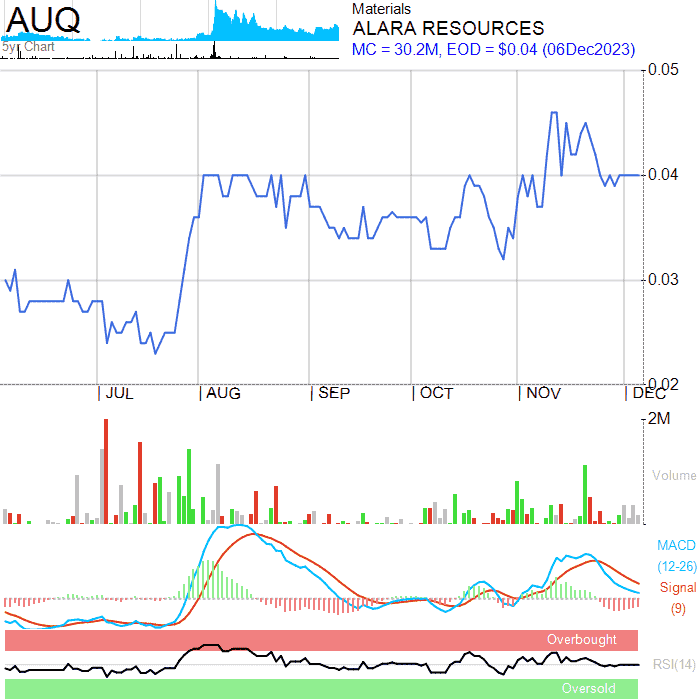 AUQ
5yr Chart
Materials
ALARA RESOURCES
MC = 30.2M, EOD = $0.04 (06Dec2023)
0.05
0.04
0.03
0.02
JUL
AUG
SEP
OCT
NOV
DEC
2M
Volume
MACD
(12-26)
Signal
(9)
Overbought
RSI(14)
Oversold